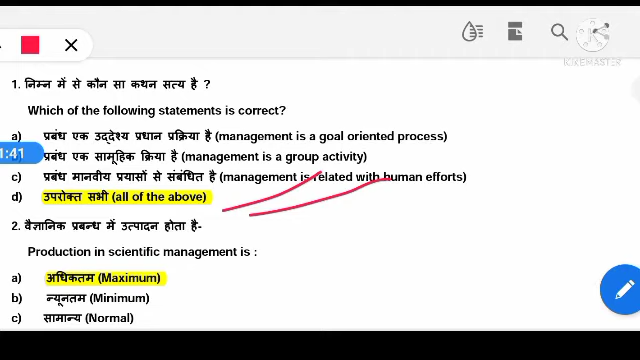 KINEMASTER
1. निम्न में से कौन सा कथन सत्य है ?
Which of the following statements is correct?
a) प्रबंध एक उद्देश्य प्रधान प्रक्रिया है (management is a goal oriented process)
1:41 प्रबंध एक सामूहिक क्रिया है (management is a group activity)
c) प्रबंध मानवीय प्रयासों से संबंधित है (management is related with human efforts)
d) उपरोक्त सभी (all of the above)
2. वैज्ञानिक प्रबन्ध में उत्पादन होता है-
Production in scientific management is :
a) अधिकतम (Maximum)
b) न्यूनतम (Minimum)
c) सामान्य (Normal)